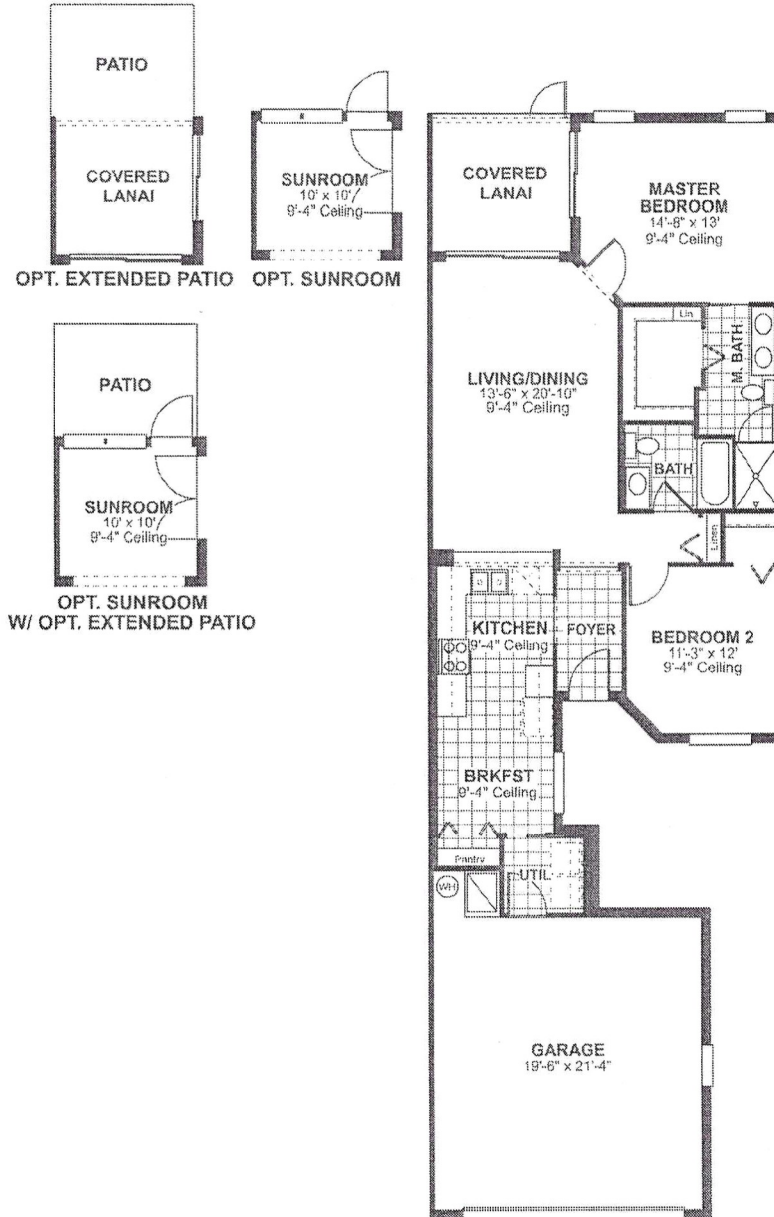 PATIO
COVERED
LANAI
OPT. EXTENDED PATIO
SUNROOM
10' x 10'
9'-4" Ceiling
OPT. SUNROOM
PATIO
SUNROOM
10' x 10'
9'-4" Ceiling
OPT. SUNROOM
W/ OPT. EXTENDED PATIO
COVERED
LANAI
MASTER
BEDROOM
14'-8" x 13'
9'-4" Ceiling
Lin
M. BATH
LIVING/DINING
13'-6" x 20'-10"
9'-4" Ceiling
BATH
Linen
KITCHEN
9'-4" Ceiling
FOYER
BEDROOM 2
11'-3" x 12'
9'-4" Ceiling
BRKFST
9'-4" Ceiling
Pantry
UTIL
WH
GARAGE
19'-6" x 21'-4"